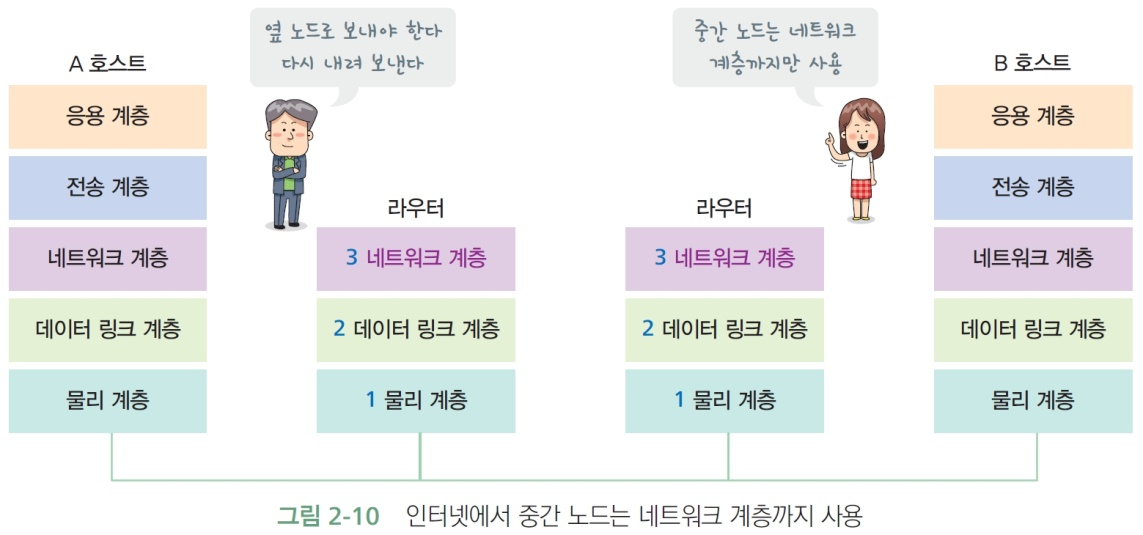 옆 노드로 보내야 한다
다시 내려 보낸다
중간 노드는 네트워크
계층까지만 사용
A 호스트
응용 계층
전송 계층
네트워크 계층
데이터 링크 계층
물리 계층
라우터
3 네트워크 계층
2 데이터 링크 계층
1 물리 계층
라우터
3 네트워크 계층
2 데이터 링크 계층
1 물리 계층
B 호스트
응용 계층
전송 계층
네트워크 계층
데이터 링크 계층
물리 계층
그림 2-10 인터넷에서 중간 노드는 네트워크 계층까지 사용